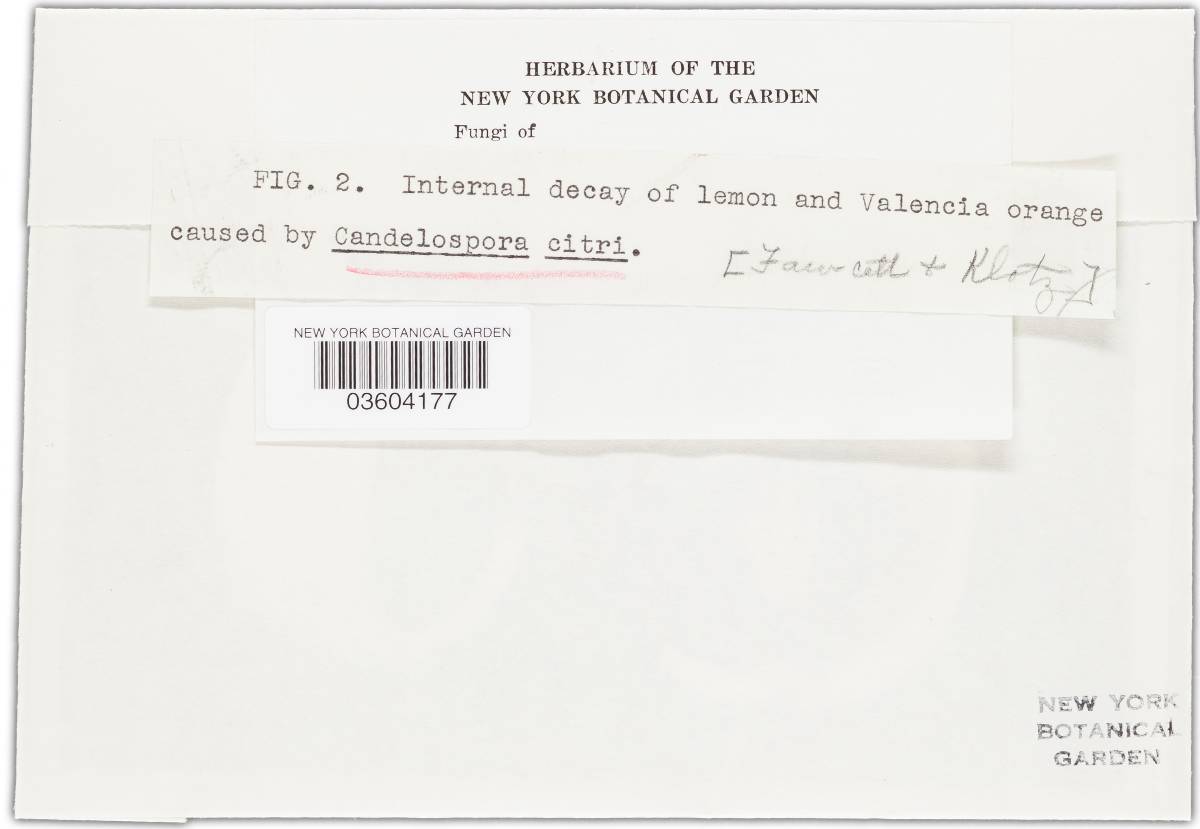 HERBARIUM OF THE
NEW YORK BOTANICAL GARDEN
Fungi of
FIG. 2. Internal decay of lemon and Valencia orange
caused by Candelospora citri.
[Fawcett + Klotz]
NEW YORK BOTANICAL GARDEN
03604177
NEW YORK
BOTANICAL
GARDEN